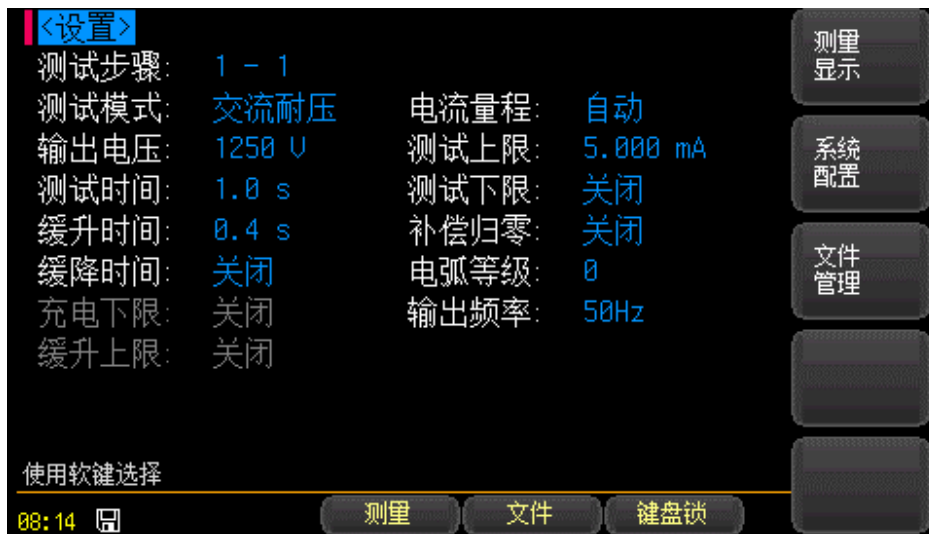 <设置>
测试步骤: 1 - 1
测试模式: 交流耐压 电流量程: 自动
输出电压: 1250 V 测试上限: 5.000 mA
测试时间: 1.0 s 测试下限: 关闭
缓升时间: 0.4 s 补偿归零: 关闭
缓降时间: 关闭 电弧等级: 0
充电下限: 关闭 输出频率: 50Hz
缓升上限: 关闭
使用软键选择
08:14
测量 文件 键盘锁
测量
显示
系统
配置
文件
管理